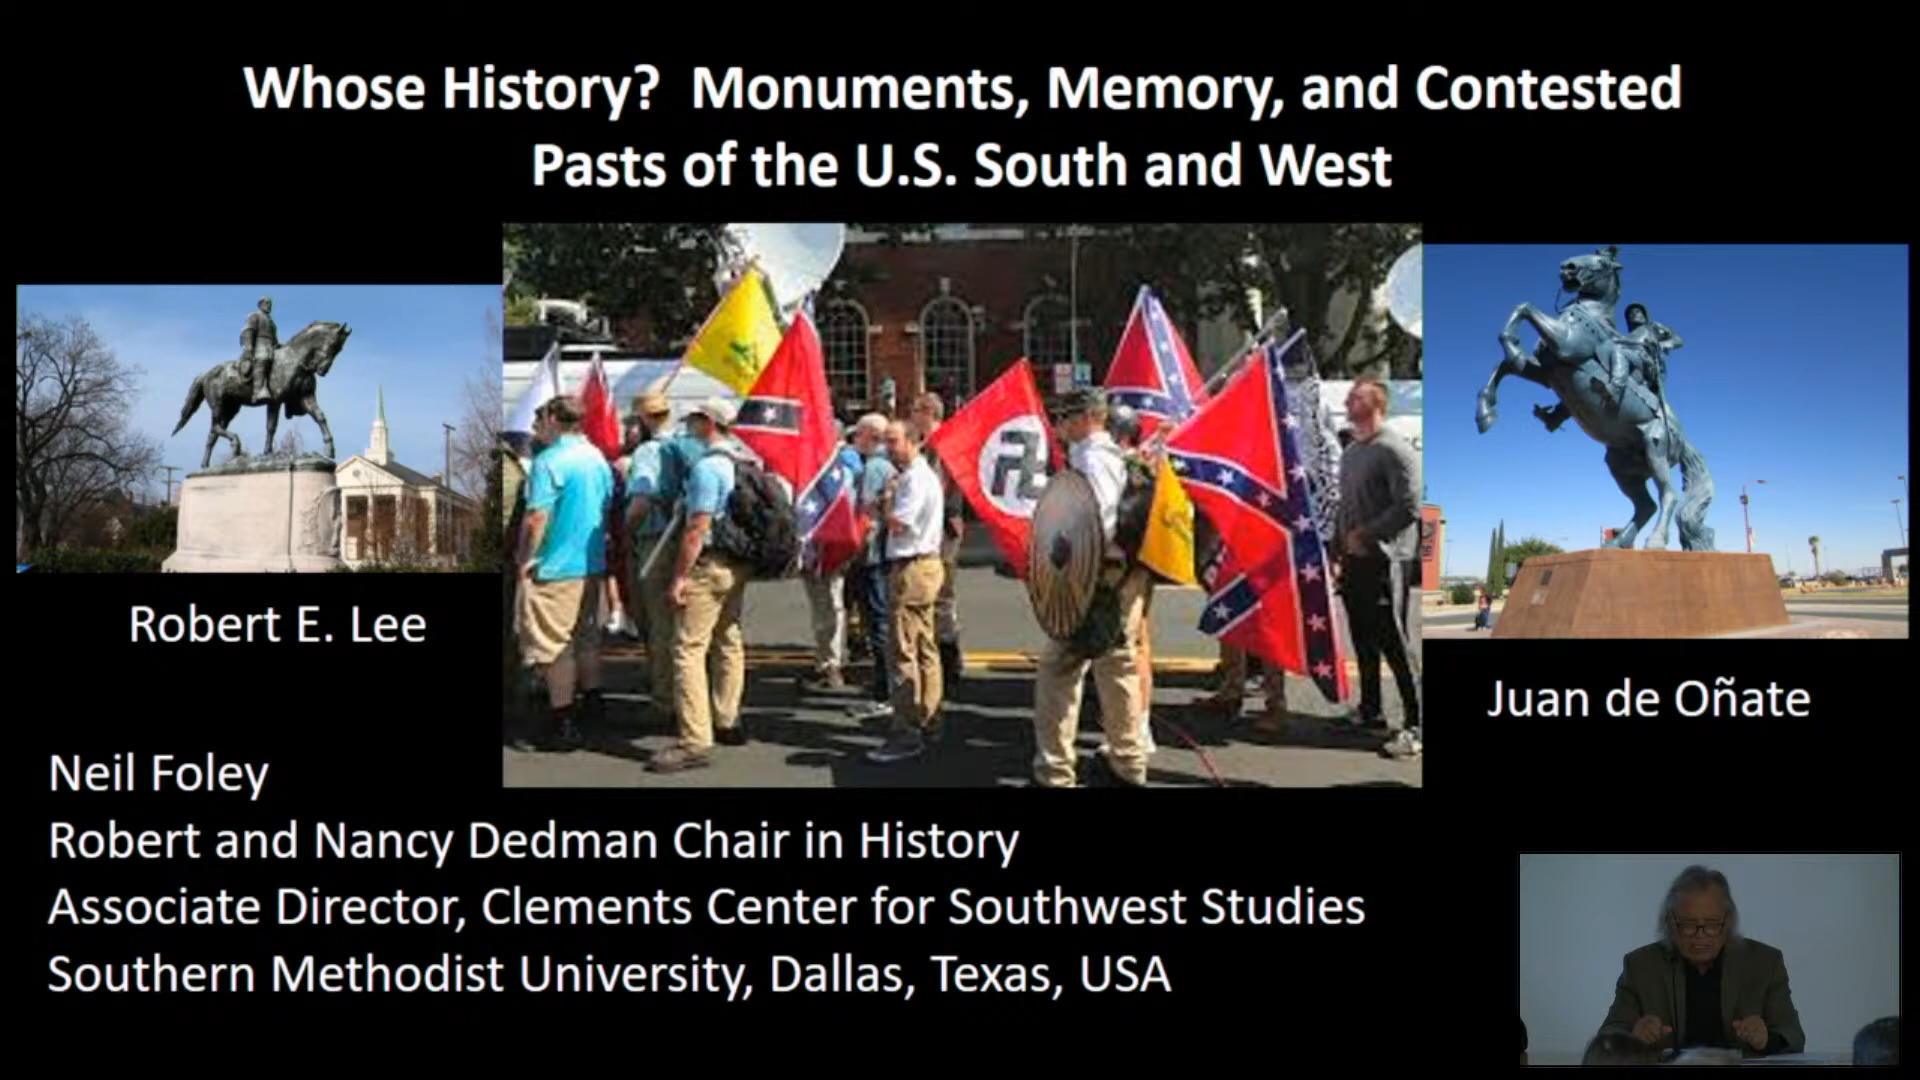 Whose History? Monuments, Memory, and Contested
Pasts of the U.S. South and West
Robert E. Lee
Juan de Oñate
Neil Foley
Robert and Nancy Dedman Chair in History
Associate Director, Clements Center for Southwest Studies
Southern Methodist University, Dallas, Texas, USA